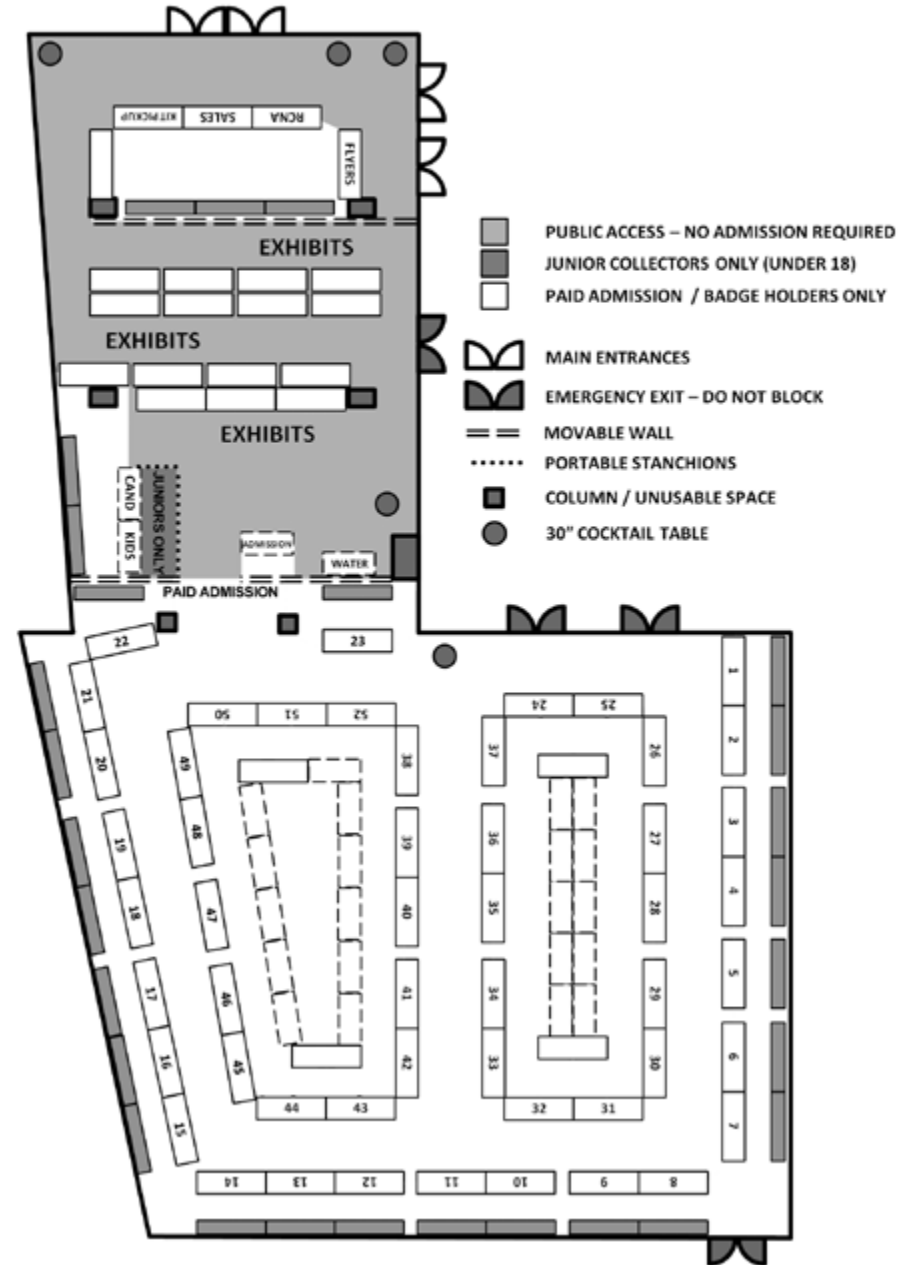 KIT PICKUP
SALES
RCNA
FLYERS
EXHIBITS
EXHIBITS
EXHIBITS
CAND
KIDS
JUNIORS ONLY
ADMISSION
WATER
PAID ADMISSION
PUBLIC ACCESS – NO ADMISSION REQUIRED
JUNIOR COLLECTORS ONLY (UNDER 18)
PAID ADMISSION / BADGE HOLDERS ONLY
MAIN ENTRANCES
EMERGENCY EXIT – DO NOT BLOCK
MOVABLE WALL
PORTABLE STANCHIONS
COLUMN / UNUSABLE SPACE
30" COCKTAIL TABLE
22
23
21
20
19
18
17
16
15
50
51
52
49
48
47
46
45
44
43
38
39
40
41
42
37
36
35
34
33
24
25
26
27
28
29
30
32
31
1
2
3
4
5
6
7
14
13
12
11
10
9
8